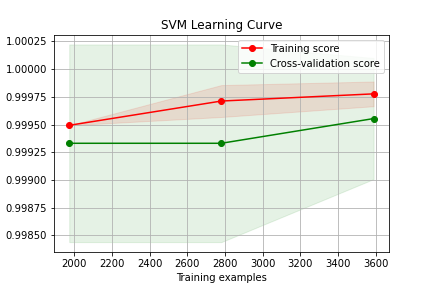 SVM Learning Curve
1.00025
1.00000
0.99975
0.99950
0.99925
0.99900
0.99875
0.99850
Training score
Cross-validation score
2000 2200 2400 2600 2800 3000 3200 3400 3600
Training examples